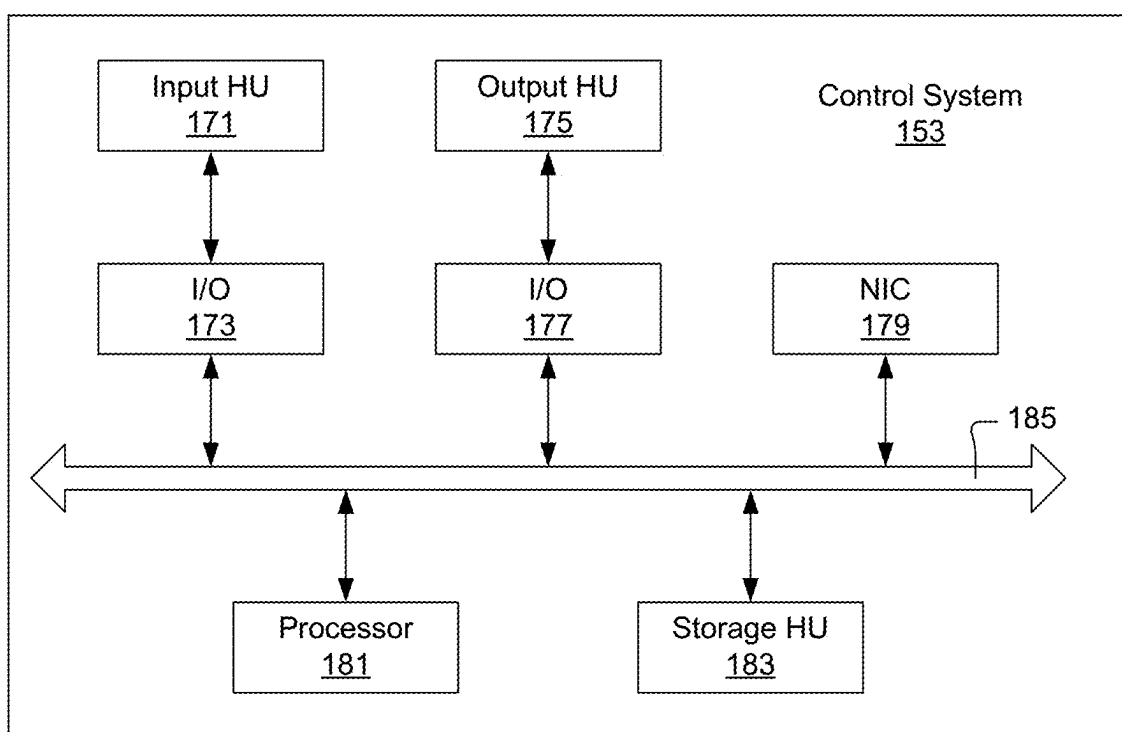 Input HU
171
Output HU
175
Control System
153
I/O
173
I/O
177
NIC
179
185
Processor
181
Storage HU
183